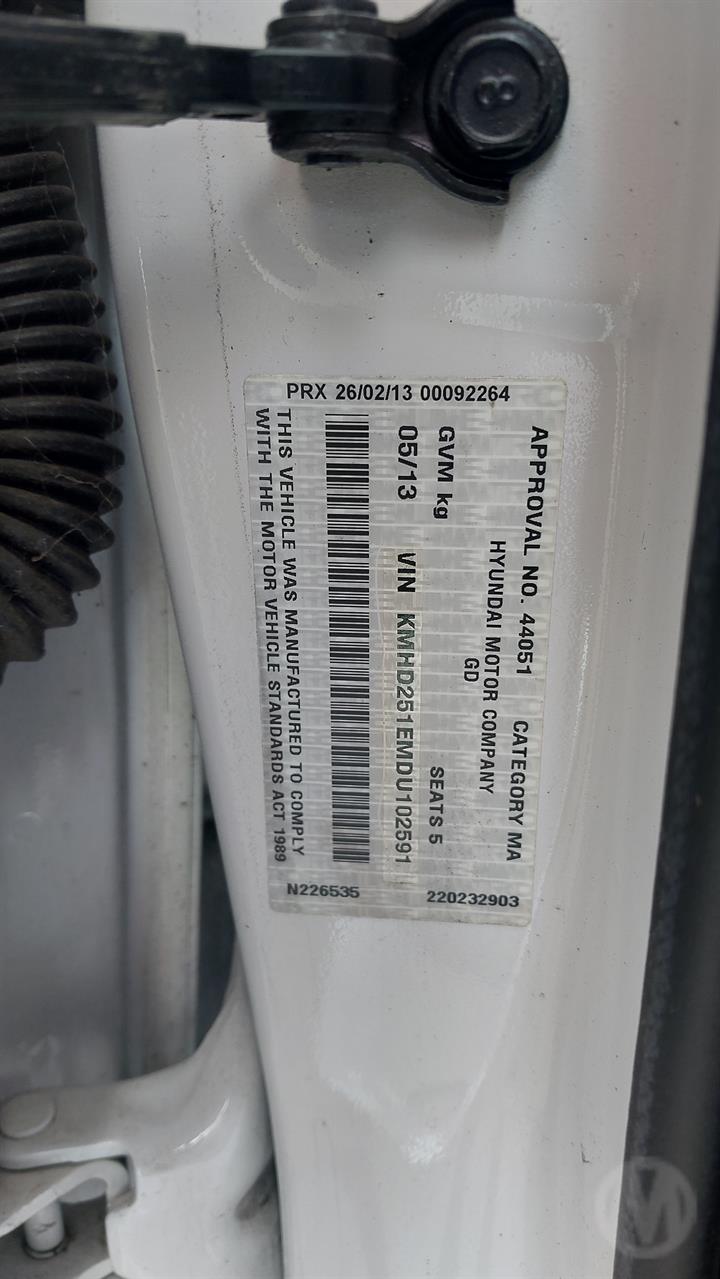 PRX 26/02/13 00092264
APPROVAL NO. 44051 CATEGORY MA
HYUNDAI MOTOR COMPANY
GD
GVM kg SEATS 5
05/13 VIN KMHD251EMDU102591
THIS VEHICLE WAS MANUFACTURED TO COMPLY
WITH THE MOTOR VEHICLE STANDARDS ACT 1989
N226535 220232903
8
M